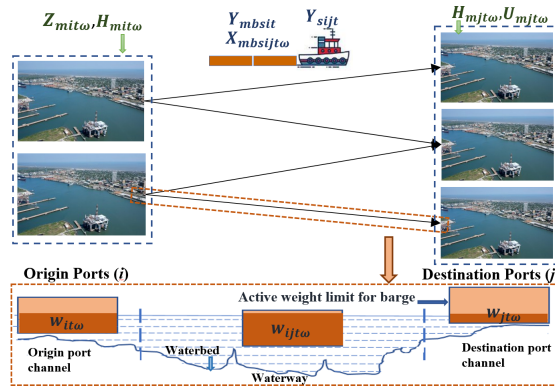 Z_{mitω}, H_{mitω}
Y_{mbsit} Y_{sijt}
X_{mbsijtω}
H_{mjtω}, U_{mjtω}
Origin Ports (i)
Destination Ports (j
Active weight limit for barge
w_{itω}
w_{ijtω}
w_{jtω}
Origin port
channel
Waterbed
Waterway
Destination port
channel